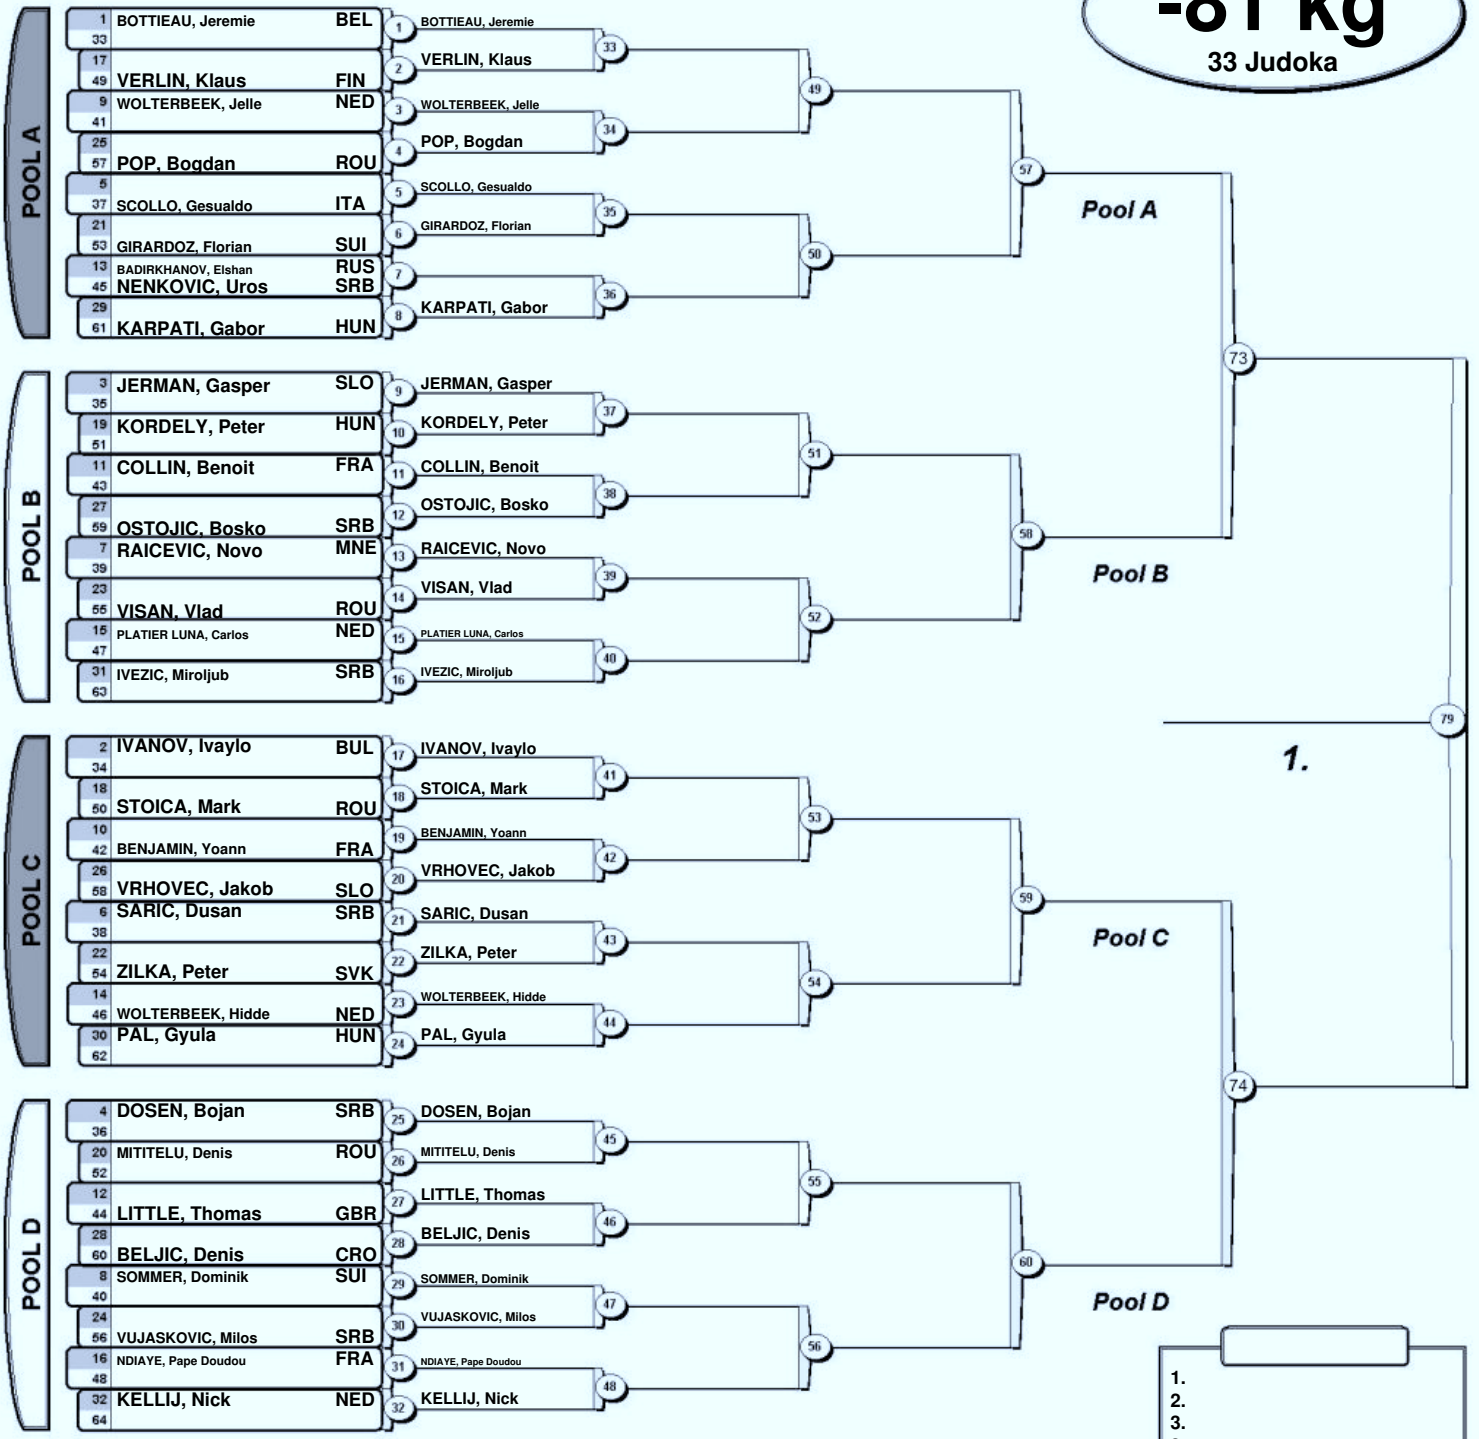 -81 kg
33 Judoka
POOL A
1 BOTTIEAU, Jeremie BEL
33
1 BOTTIEAU, Jeremie
33
17
49 VERLIN, Klaus FIN
2 VERLIN, Klaus
9 WOLTERBEEK, Jelle NED
41
3 WOLTERBEEK, Jelle
34
25
57 POP, Bogdan ROU
4 POP, Bogdan
49
5
37 SCOLLO, Gesualdo ITA
5 SCOLLO, Gesualdo
35
21
53 GIRARDOZ, Florian SUI
6 GIRARDOZ, Florian
13 BADIRKHANOV, Elshan RUS
45 NENKOVIC, Uros SRB
7
36
29
61 KARPATI, Gabor HUN
8 KARPATI, Gabor
50
57
Pool A
POOL B
3 JERMAN, Gasper SLO
35
9 JERMAN, Gasper
37
19 KORDELY, Peter HUN
51
10 KORDELY, Peter
11 COLLIN, Benoit FRA
43
11 COLLIN, Benoit
38
27
59 OSTOJIC, Bosko SRB
12 OSTOJIC, Bosko
51
7 RAICEVIC, Novo MNE
39
13 RAICEVIC, Novo
39
23
55 VISAN, Vlad ROU
14 VISAN, Vlad
15 PLATIER LUNA, Carlos NED
47
15 PLATIER LUNA, Carlos
40
31 IVEZIC, Miroljub SRB
63
16 IVEZIC, Miroljub
52
58
Pool B
73
POOL C
2 IVANOV, Ivaylo BUL
34
17 IVANOV, Ivaylo
41
18
50 STOICA, Mark ROU
18 STOICA, Mark
10
42 BENJAMIN, Yoann FRA
19 BENJAMIN, Yoann
42
26
58 VRHOVEC, Jakob SLO
20 VRHOVEC, Jakob
53
6 SARIC, Dusan SRB
38
21 SARIC, Dusan
43
22
54 ZILKA, Peter SVK
22 ZILKA, Peter
14
46 WOLTERBEEK, Hidde NED
23 WOLTERBEEK, Hidde
44
30 PAL, Gyula HUN
62
24 PAL, Gyula
54
59
Pool C
79
1.
POOL D
4 DOSEN, Bojan SRB
36
25 DOSEN, Bojan
45
20 MITITELU, Denis ROU
52
26 MITITELU, Denis
12
44 LITTLE, Thomas GBR
27 LITTLE, Thomas
46
28
60 BELJIC, Denis CRO
28 BELJIC, Denis
55
8 SOMMER, Dominik SUI
40
29 SOMMER, Dominik
47
24
56 VUJASKOVIC, Milos SRB
30 VUJASKOVIC, Milos
16 NDIAYE, Pape Doudou FRA
48
31 NDIAYE, Pape Doudou
48
32 KELLIJ, Nick NED
64
32 KELLIJ, Nick
56
60
Pool D
74
1.
2.
3.